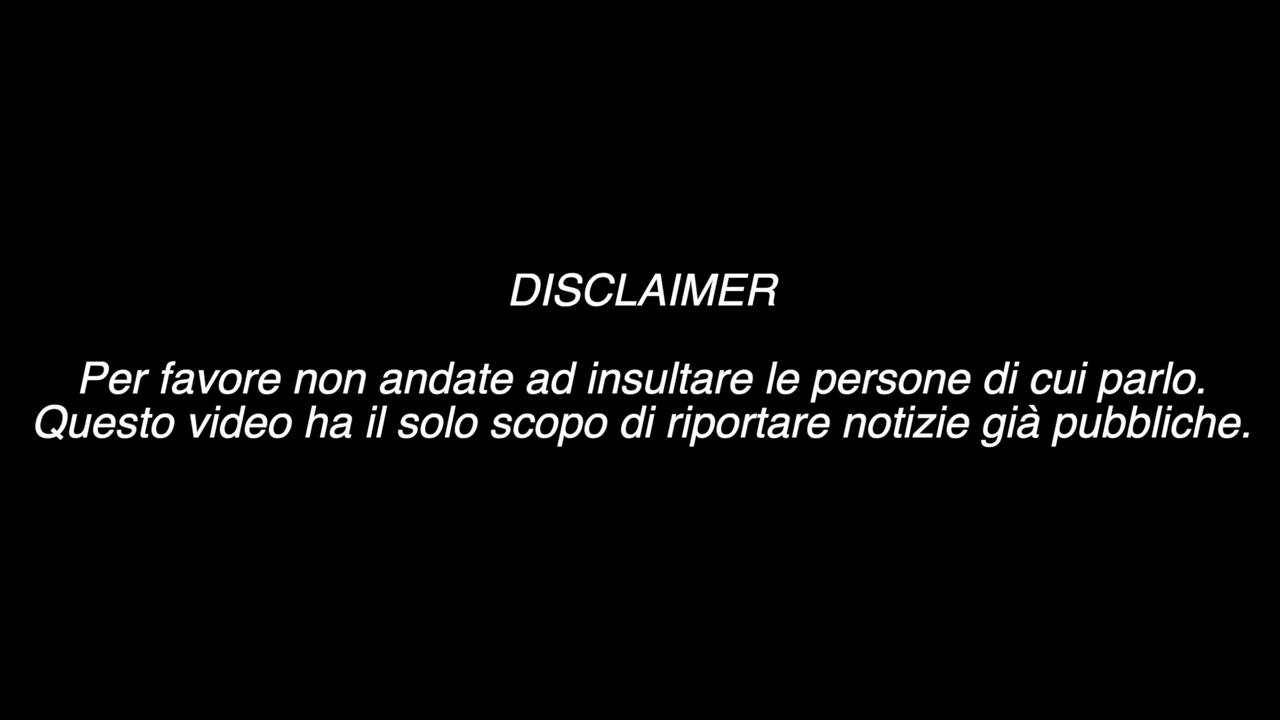 DISCLAIMER
Per favore non andate ad insultare le persone di cui parlo.
Questo video ha il solo scopo di riportare notizie già pubbliche.